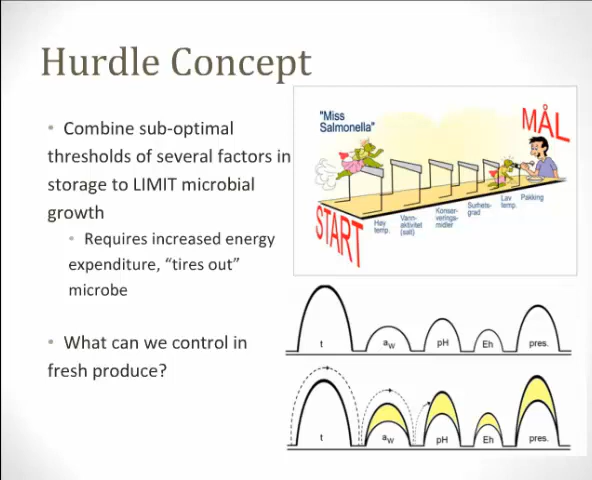 Hurdle Concept
• Combine sub-optimal
thresholds of several factors in
storage to LIMIT microbial
growth
• Requires increased energy
expenditure, “tires out”
microbe
• What can we control in
fresh produce?
"Miss
Salmonella"
MÅL
START
Høy
temp.
Vann-
aktivitet
(salt)
Konser-
verings-
midler
Surhets-
grad
Lav
temp.
Pakking
t aw pH Eh pres.
t aw pH Eh pres.